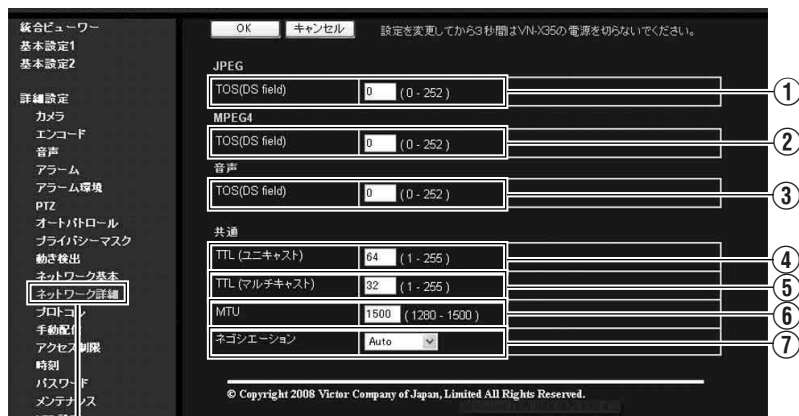 統合ビューワー
基本設定1
基本設定2
詳細設定
カメラ
エンコード
音声
アラーム
アラーム環境
PTZ
オートパトロール
プライバシーマスク
動き検出
ネットワーク基本
ネットワーク詳細
プロトコル
手動配信
アクセス制限
時刻
パスワード
メンテナンス
OK キャンセル 設定を変更してから3秒間はVN-X35の電源を切らないでください。
JPEG
TOS(DS field) 0 (0 - 252) ①
MPEG4
TOS(DS field) 0 (0 - 252) ②
音声
TOS(DS field) 0 (0 - 252) ③
共通
TTL (ユニキャスト) 64 (1 - 255) ④
TTL (マルチキャスト) 32 (1 - 255) ⑤
MTU 1500 (1280 - 1500) ⑥
ネゴシエーション Auto ⑦
© Copyright 2008 Victor Company of Japan, Limited All Rights Reserved.